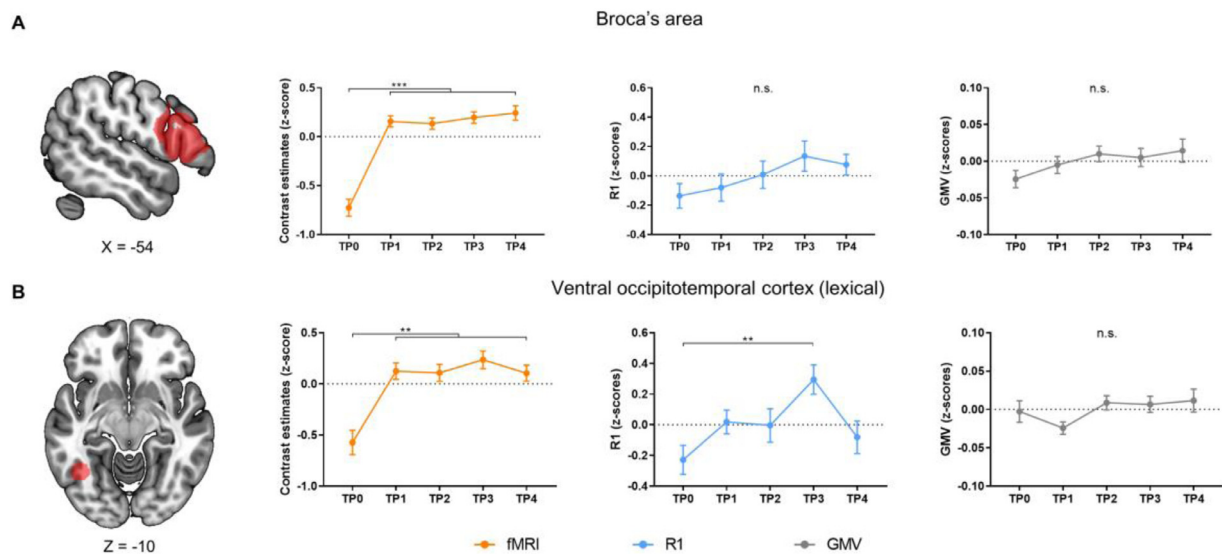 A
Broca's area
X = -54
Contrast estimates (z-score)
0.5
0.0
-0.5
-1.0
***
TP0 TP1 TP2 TP3 TP4
R1 (z-scores)
0.6
0.4
0.2
0.0
-0.2
-0.4
n.s.
TP0 TP1 TP2 TP3 TP4
GMV (z-scores)
0.10
0.05
0.00
-0.05
-0.10
n.s.
TP0 TP1 TP2 TP3 TP4
B
Ventral occipitotemporal cortex (lexical)
Z = -10
Contrast estimates (z-score)
0.5
0.0
-0.5
-1.0
**
TP0 TP1 TP2 TP3 TP4
R1 (z-scores)
0.6
0.4
0.2
0.0
-0.2
-0.4
**
TP0 TP1 TP2 TP3 TP4
GMV (z-scores)
0.10
0.05
0.00
-0.05
-0.10
n.s.
TP0 TP1 TP2 TP3 TP4
fMRI R1 GMV